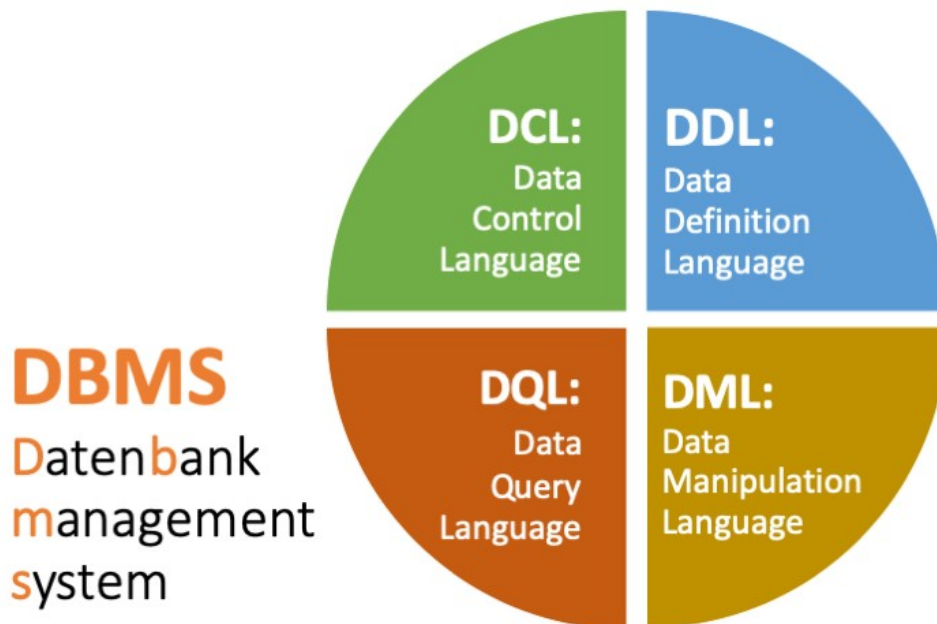 DCL:
Data
Control
Language
DDL:
Data
Definition
Language
DBMS
Datenbank
management
system
DQL:
Data
Query
Language
DML:
Data
Manipulation
Language